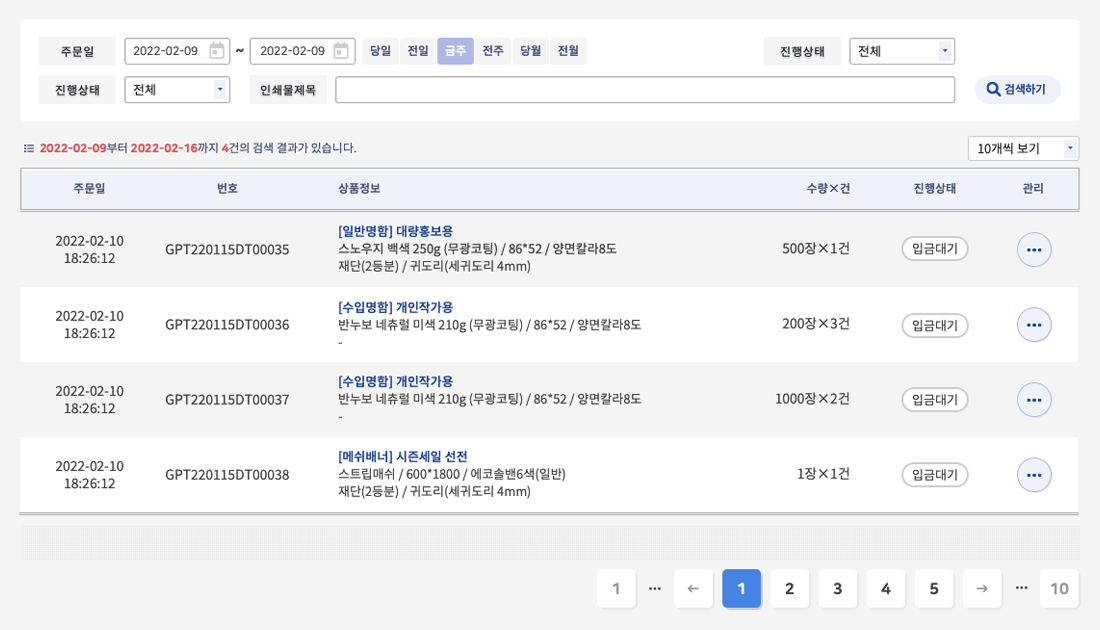 주문일 2022-02-09 ~ 2022-02-09 당일 전일 금주 전주 당월 전월 진행상태 전체
진행상태 전체 인쇄물제목 검색하기
2022-02-09부터 2022-02-16까지 4건의 검색 결과가 있습니다. 10개씩 보기
주문일 번호 상품정보 수량×건 진행상태 관리
[일반명함] 대량홍보용
2022-02-10
18:26:12
GPT220115DT00035
스노우지 백색 250g (무광코팅) / 86*52 / 양면칼라8도
재단(2등분) / 귀도리(세귀도리 4mm)
500장×1건 입금대기 •••
[수입명함] 개인작가용
2022-02-10
18:26:12
GPT220115DT00036
반누보 네츄럴 미색 210g (무광코팅) / 86*52 / 양면칼라8도
-
200장×3건 입금대기 •••
[수입명함] 개인작가용
2022-02-10
18:26:12
GPT220115DT00037
반누보 네츄럴 미색 210g (무광코팅) / 86*52 / 양면칼라8도
-
1000장×2건 입금대기 •••
[메쉬배너] 시즌세일 선전
2022-02-10
18:26:12
GPT220115DT00038
스트립매쉬 / 600*1800 / 에코솔밴6색(일반)
재단(2등분) / 귀도리(세귀도리 4mm)
1장×1건 입금대기 •••
1 ··· ← 1 2 3 4 5 → ··· 10